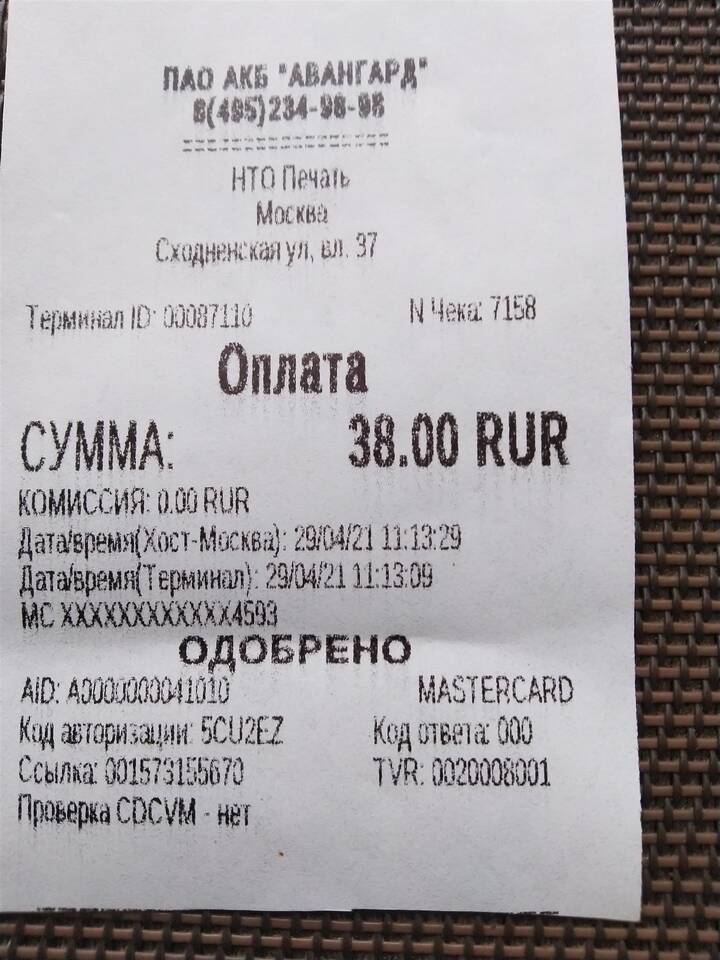 ПАО АКБ "АВАНГАРД"
8(495)234-98-98
======================
НТО Печать
Москва
Сходненская ул, вл. 37
Терминал ID: 00087110 N Чека: 7158
Оплата
СУММА: 38.00 RUR
КОМИССИЯ: 0.00 RUR
Дата/время(Хост-Москва): 29/04/21 11:13:29
Дата/время(Терминал): 29/04/21 11:13:09
MC XXXXXXXXXXXX4593
ОДОБРЕНО
AID: A0000000041010 MASTERCARD
Код авторизации: 5CU2EZ Код ответа: 000
Ссылка: 001573155670 TVR: 0020008001
Проверка CDCVM - нет